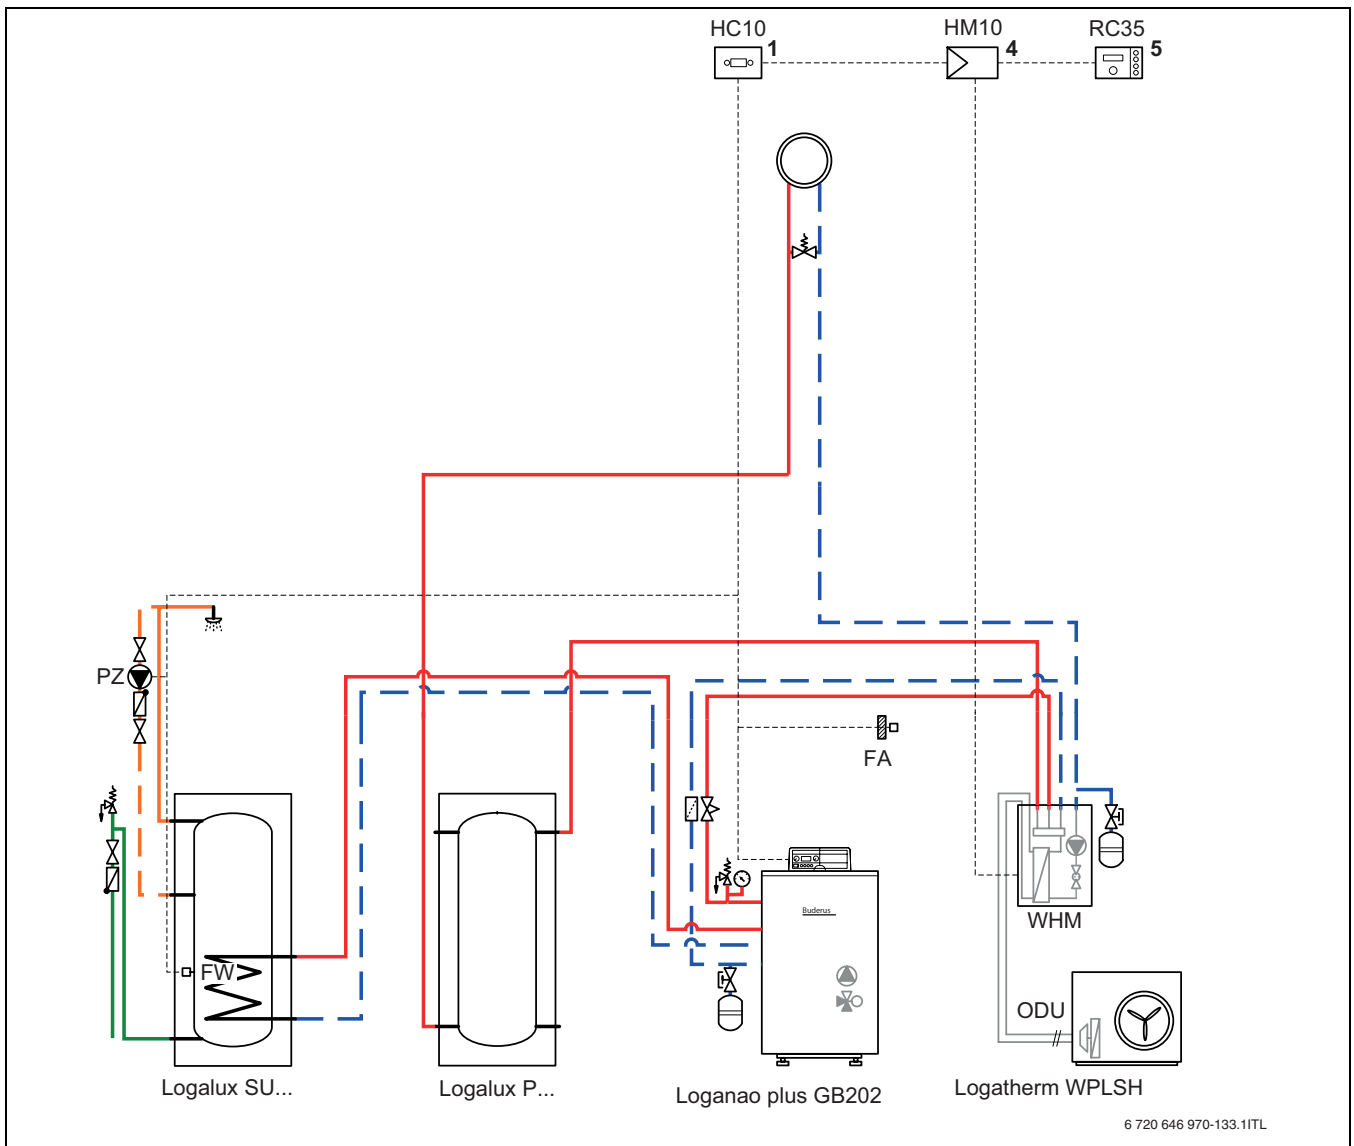 HC10
1
HM10
4
RC35
5
PZ
FA
Buderus
WHM
FW
ODU
Logalux SU...
Logalux P...
Loganao plus GB202
Logatherm WPLSH
6 720 646 970-133.1ITL